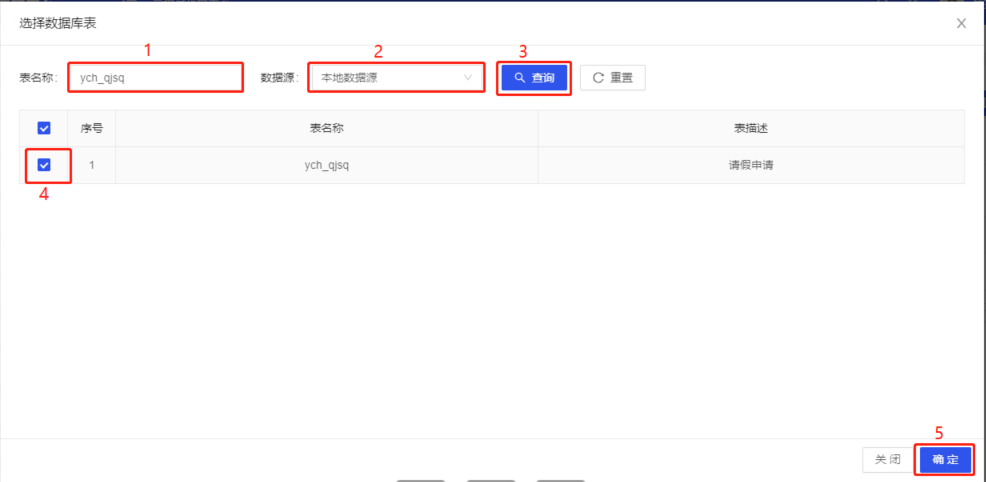 选择数据库表
1 2 3
表名称: ych_qjsq 数据源: 本地数据源 查询 重置
序号 表名称 表描述
1 ych_qjsq 请假申请
4
5
关闭 确定